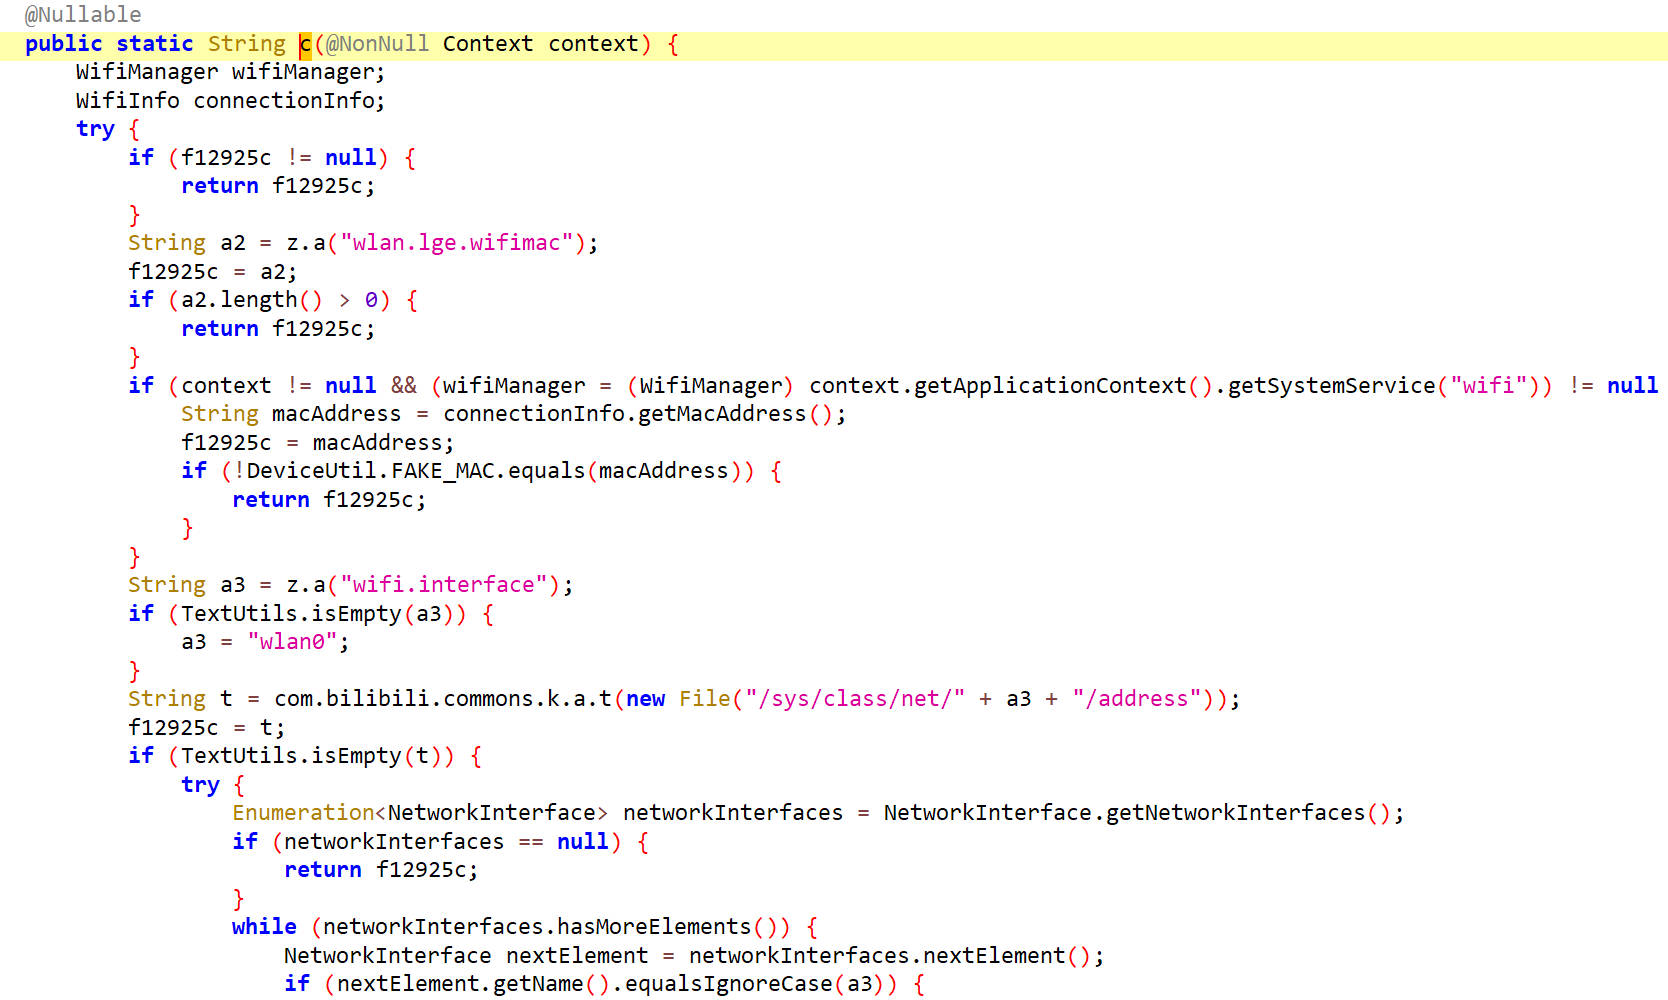 @Nullable
public static String c(@NonNull Context context) {
    WifiManager wifiManager;
    WifiInfo connectionInfo;
    try {
        if (f12925c != null) {
            return f12925c;
        }
        String a2 = z.a("wlan.lge.wifimac");
        f12925c = a2;
        if (a2.length() > 0) {
            return f12925c;
        }
        if (context != null && (wifiManager = (WifiManager) context.getApplicationContext().getSystemService("wifi")) != null
            String macAddress = connectionInfo.getMacAddress();
            f12925c = macAddress;
            if (!DeviceUtil.FAKE_MAC.equals(macAddress)) {
                return f12925c;
            }
        }
        String a3 = z.a("wifi.interface");
        if (TextUtils.isEmpty(a3)) {
            a3 = "wlan0";
        }
        String t = com.bilibili.commons.k.a.t(new File("/sys/class/net/" + a3 + "/address"));
        f12925c = t;
        if (TextUtils.isEmpty(t)) {
            try {
                Enumeration<NetworkInterface> networkInterfaces = NetworkInterface.getNetworkInterfaces();
                if (networkInterfaces == null) {
                    return f12925c;
                }
                while (networkInterfaces.hasMoreElements()) {
                    NetworkInterface nextElement = networkInterfaces.nextElement();
                    if (nextElement.getName().equalsIgnoreCase(a3)) {